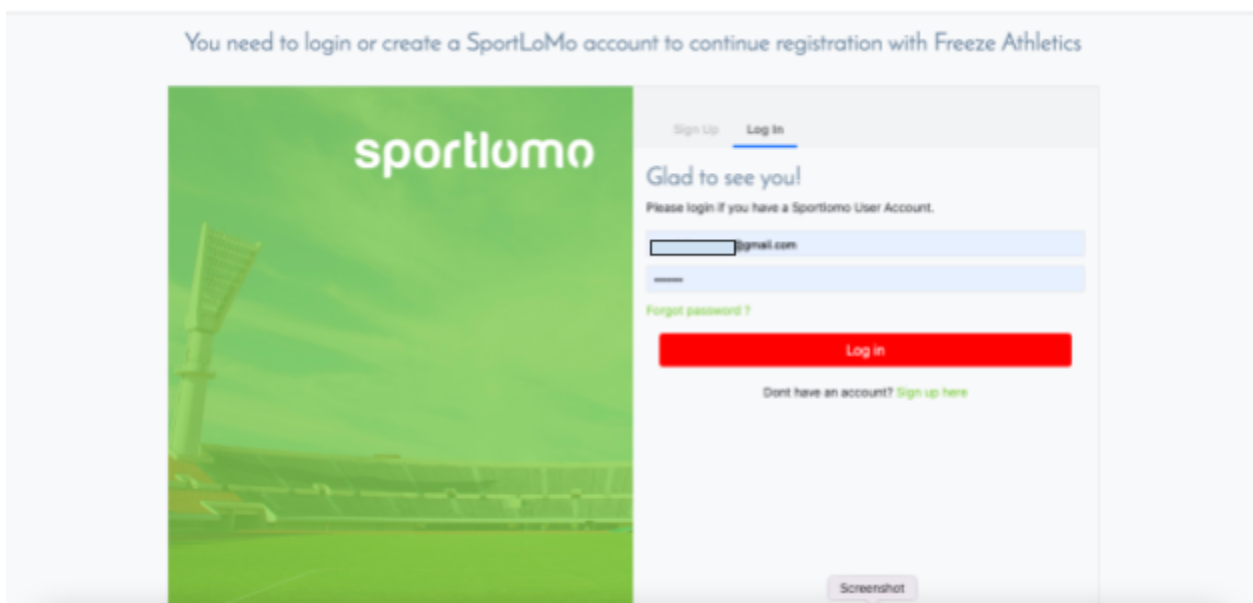 You need to login or create a SportLoMo account to continue registration with Freeze Athletics
sportlomo
Sign Up Log In
Glad to see you!
Please login if you have a Sportlomo User Account.
@gmail.com
Forgot password ?
Log in
Dont have an account? Sign up here
Screenshot